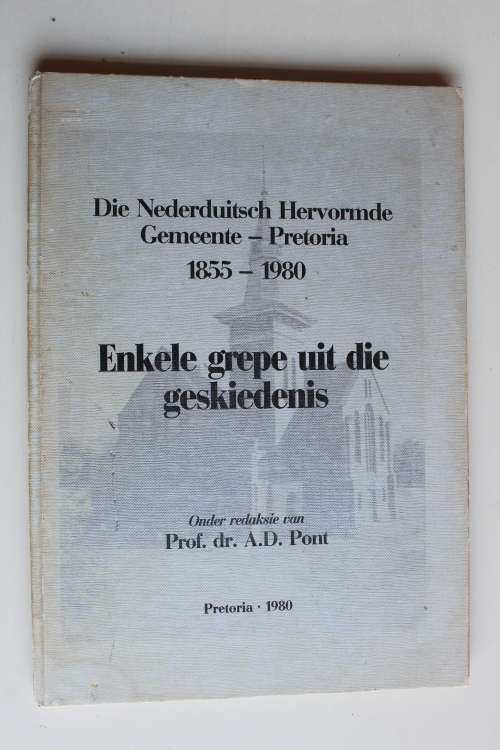 Die Nederduitsch Hervormde
Gemeente – Pretoria
1855 – 1980
Enkele grepe uit die
geskiedenis
Onder redaksie van
Prof. dr. A.D. Pont
Pretoria · 1980